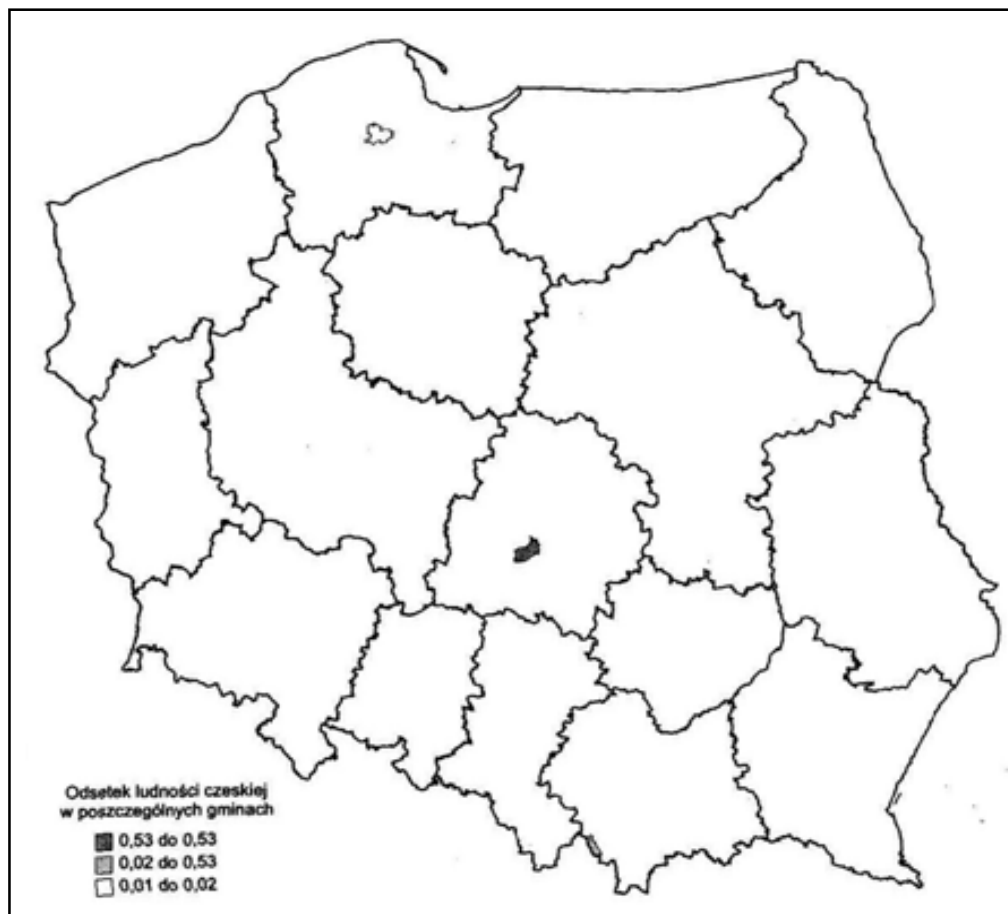 Odsetek ludności czeskiej
w poszczególnych gminach
0,53 do 0,53
0,02 do 0,53
0,01 do 0,02